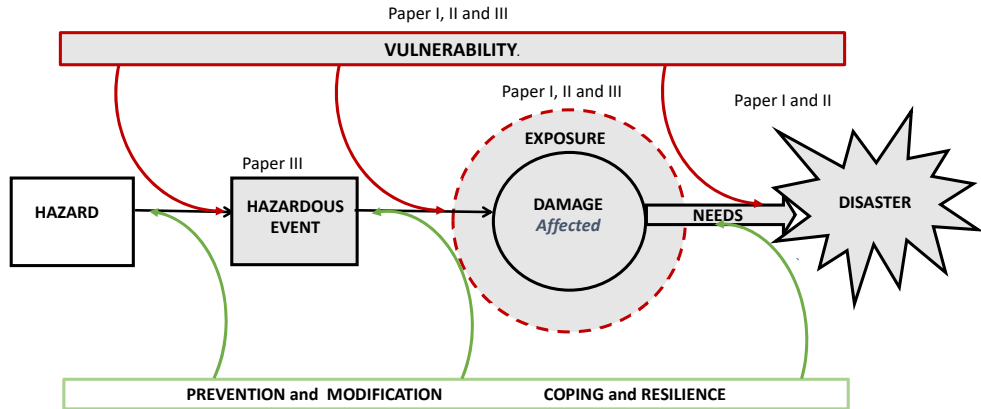 Paper I, II and III
VULNERABILITY.
Paper I, II and III
Paper I and II
EXPOSURE
Paper III
HAZARD
HAZARDOUS
EVENT
DAMAGE
Affected
NEEDS
DISASTER
PREVENTION and MODIFICATION COPING and RESILIENCE